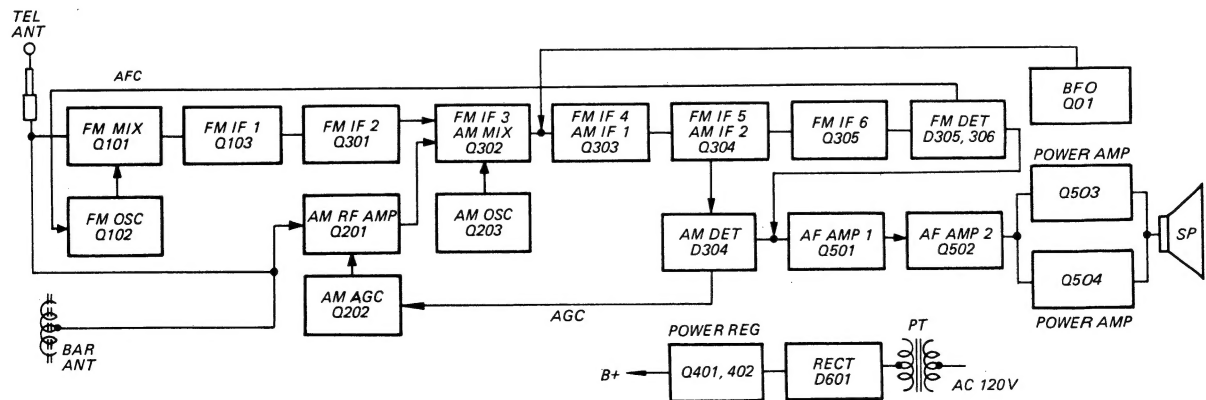 TEL
ANT
AFC
BFO
Q01
FM MIX
Q101
FM IF 1
Q103
FM IF 2
Q301
FM IF 3
AM MIX
Q302
FM IF 4
AM IF 1
Q303
FM IF 5
AM IF 2
Q304
FM IF 6
Q305
FM DET
D305, 306
POWER AMP
Q503
FM OSC
Q102
AM RF AMP
Q201
AM OSC
Q203
AM DET
D304
AF AMP 1
Q501
AF AMP 2
Q502
SP
AM AGC
Q202
AGC
Q504
POWER AMP
BAR
ANT
POWER REG
PT
B+
Q401, 402
RECT
D601
AC 120V